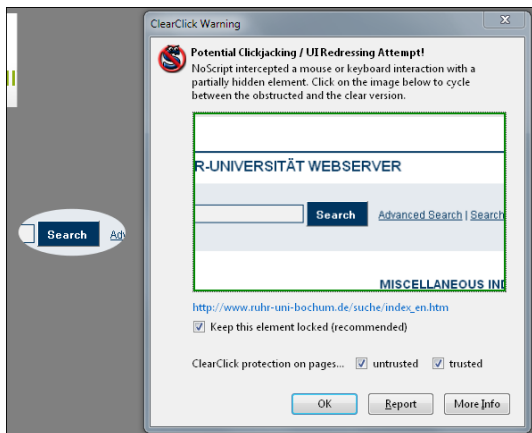 ClearClick Warning
Potential Clickjacking / UI Redressing Attempt!
NoScript intercepted a mouse or keyboard interaction with a
partially hidden element. Click on the image below to cycle
between the obstructed and the clear version.
R-UNIVERSITÄT WEBSERVER
Search
Advanced Search | Search
MISCELLANEOUS IND
Search
Ad
http://www.ruhr-uni-bochum.de/suche/index_en.htm
Keep this element locked (recommended)
ClearClick protection on pages... untrusted trusted
OK Report More Info